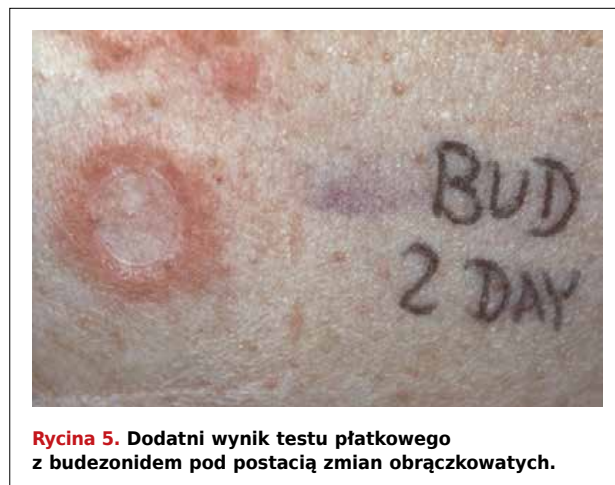 BUD
2 DAY
Rycina 5. Dodatni wynik testu płatkowego
z budezonidem pod postacią zmian obrączkowatych.